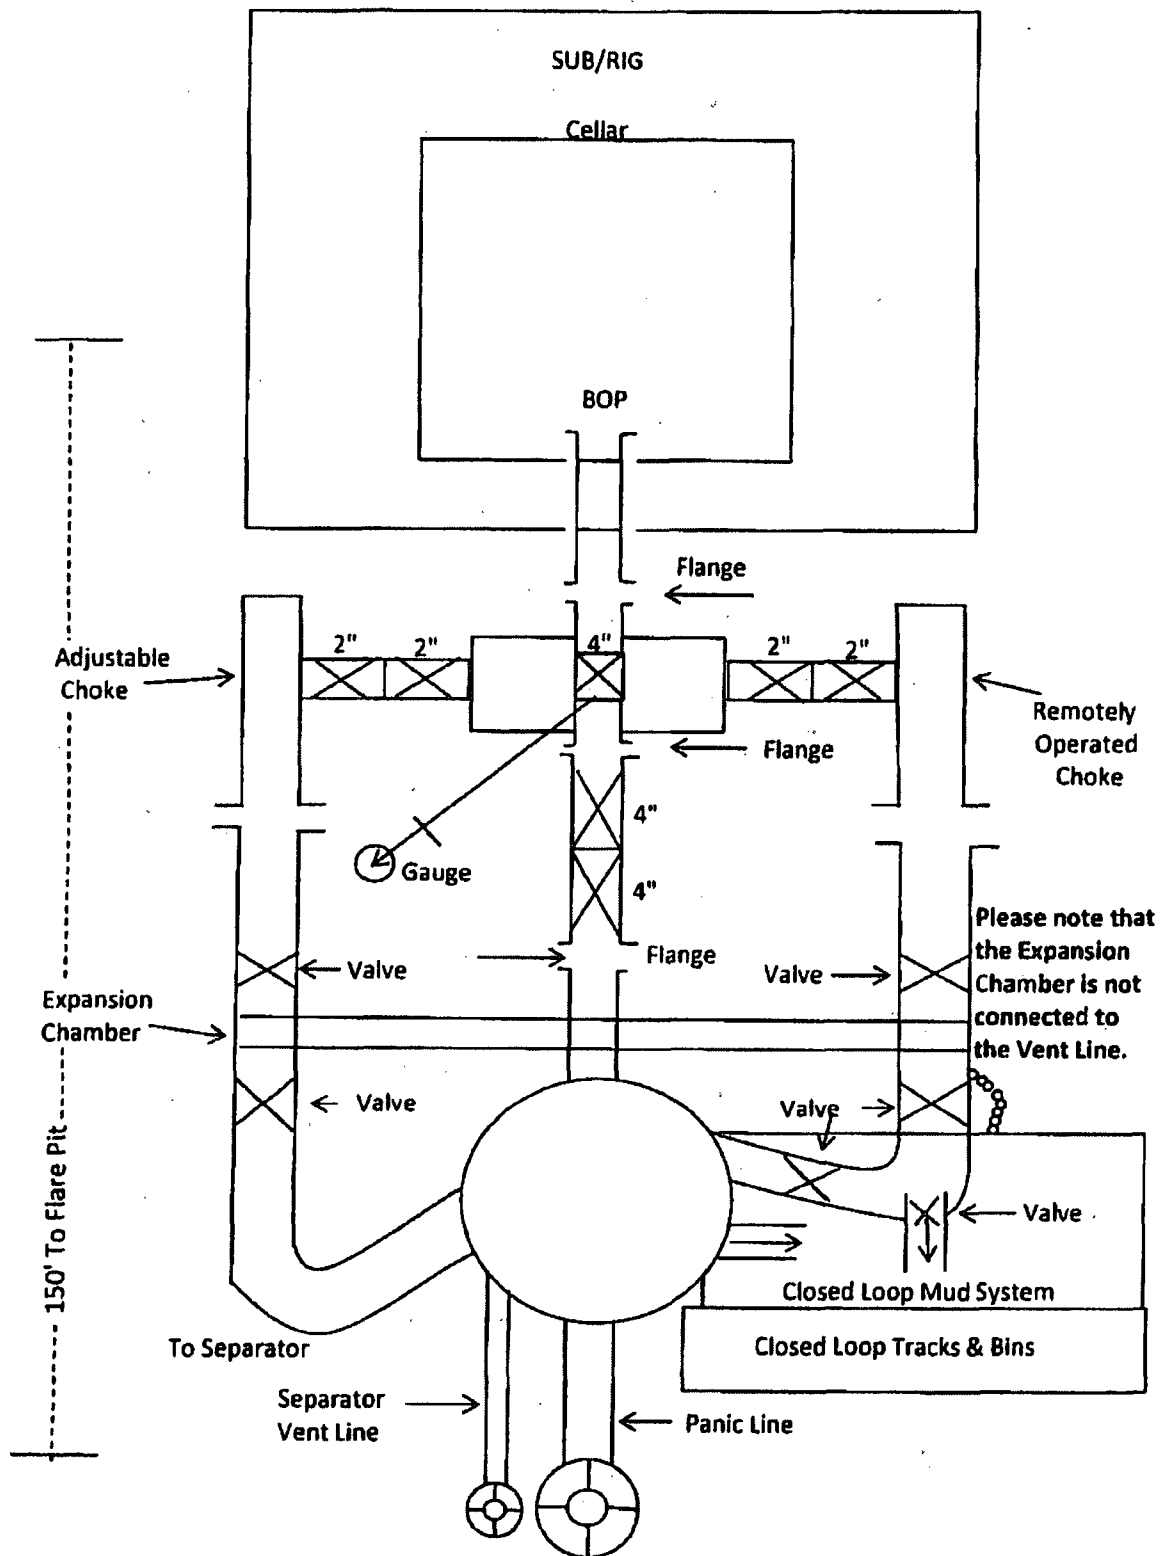 SUB/RIG
Cellar
BOP
Flange
2"
2"
4"
2"
2"
Adjustable
Choke
Remotely
Operated
Choke
Flange
4"
Gauge
4"
Flange
Valve
Valve
Please note that
the Expansion
Chamber is not
connected to
the Vent Line.
Expansion
Chamber
Valve
Valve
Valve
150' To Flare Pit
Closed Loop Mud System
To Separator
Closed Loop Tracks & Bins
Separator
Vent Line
Panic Line